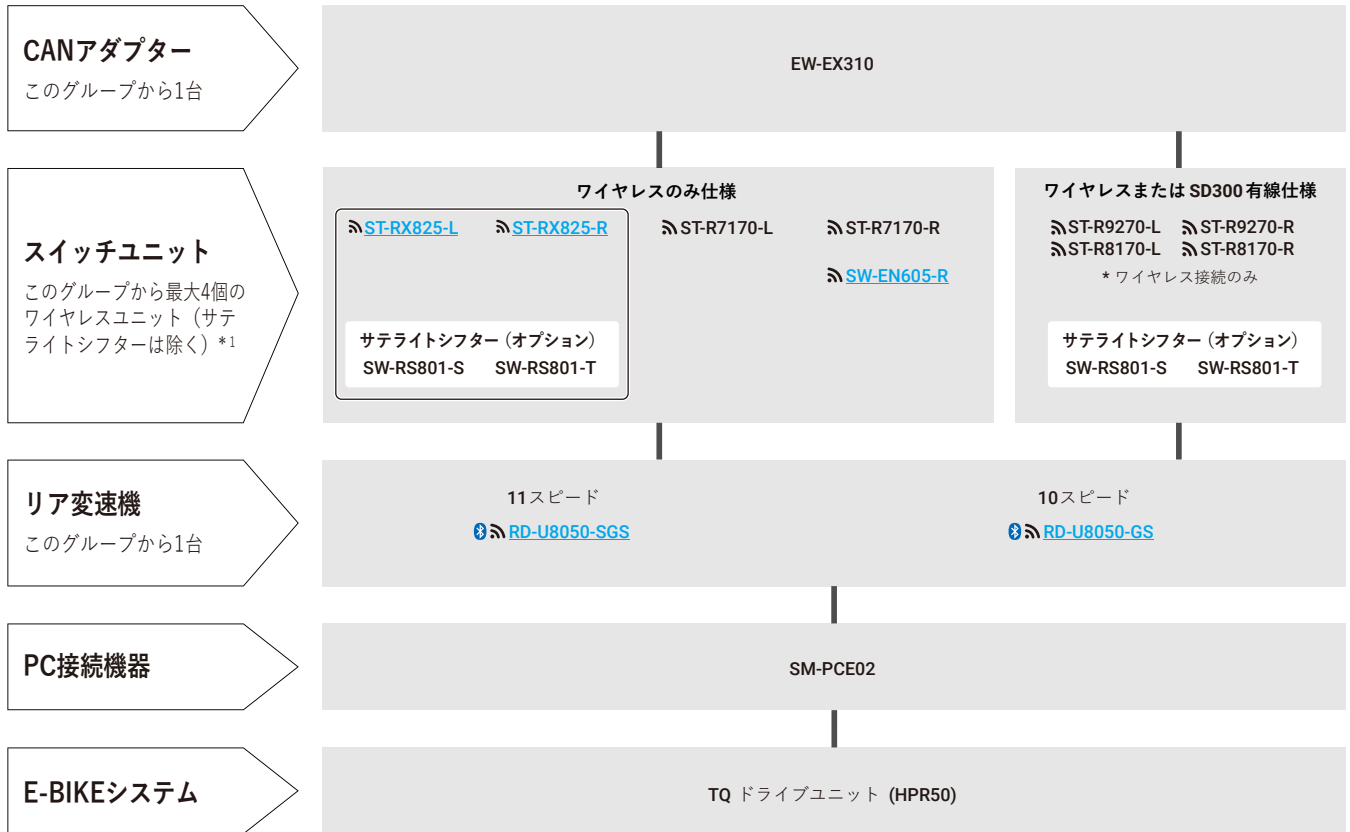 CANアダプター
このグループから1台
EW-EX310
スイッチユニット
このグループから最大4個の
ワイヤレスユニット（サテ
ライトシフターは除く）*1
ワイヤレスのみ仕様
ST-RX825-L ST-RX825-R ST-R7170-L ST-R7170-R
SW-EN605-R
サテライトシフター（オプション）
SW-RS801-S SW-RS801-T
ワイヤレスまたは SD300 有線仕様
ST-R9270-L ST-R9270-R
ST-R8170-L ST-R8170-R
* ワイヤレス接続のみ
サテライトシフター（オプション）
SW-RS801-S SW-RS801-T
リア変速機
このグループから1台
11スピード
RD-U8050-SGS
10スピード
RD-U8050-GS
PC接続機器
SM-PCE02
E-BIKEシステム
TQ ドライブユニット (HPR50)